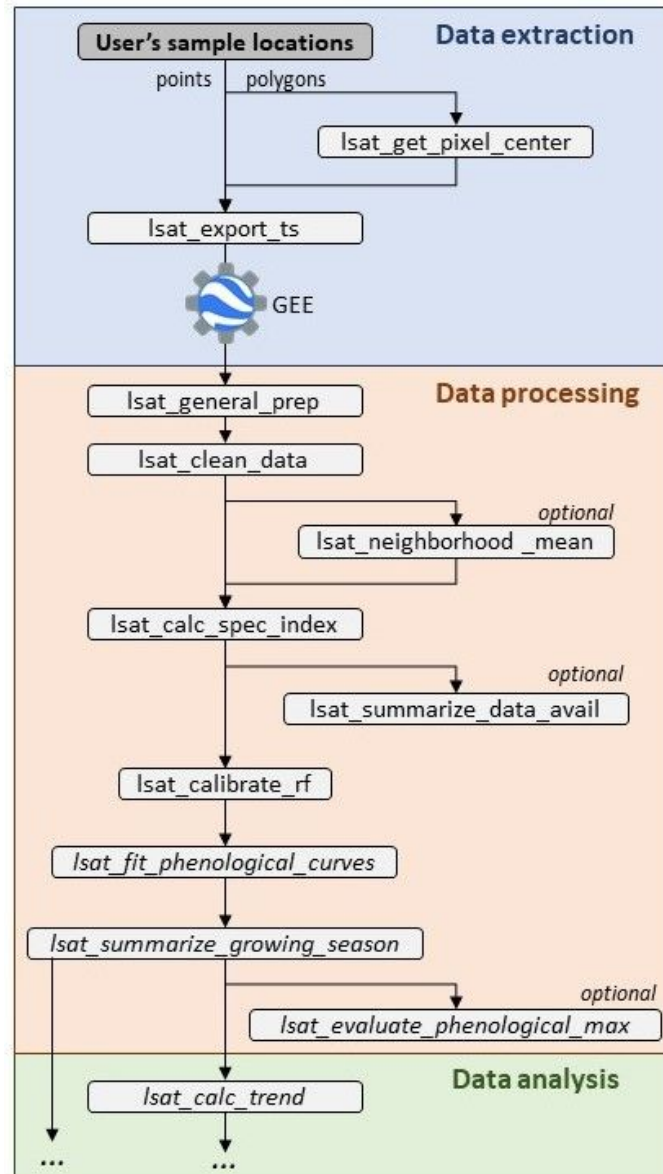 Data extraction
User's sample locations
points polygons
lsat_get_pixel_center
lsat_export_ts
GEE
Data processing
lsat_general_prep
lsat_clean_data
optional
lsat_neighborhood _mean
lsat_calc_spec_index
optional
lsat_summarize_data_avail
lsat_calibrate_rf
lsat_fit_phenological_curves
lsat_summarize_growing_season
optional
lsat_evaluate_phenological_max
Data analysis
lsat_calc_trend
... ...